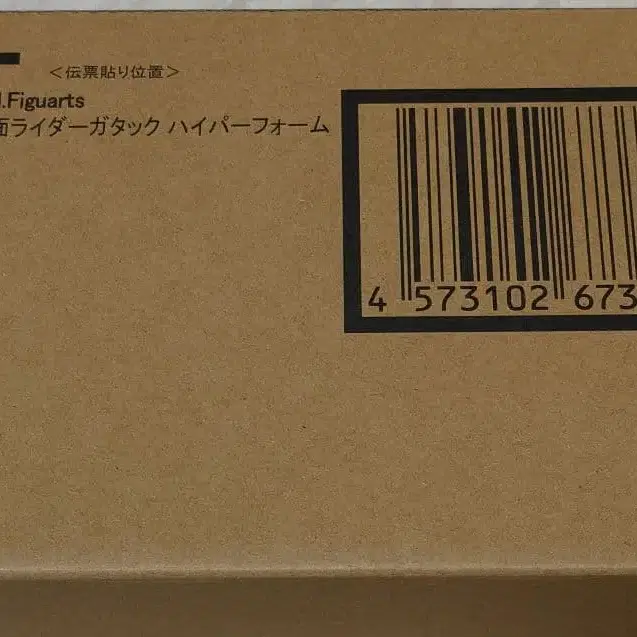 <伝票貼り位置>
.Figuarts
面ライダーガタック ハイパーフォーム
4 573102 673